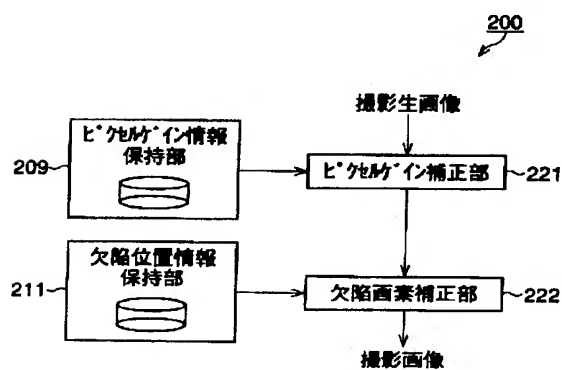 200
撮影生画像
ピクセルゲイン情報
保持部
209
ピクセルゲイン補正部
221
欠陥位置情報
保持部
211
欠陥画素補正部
222
撮影画像